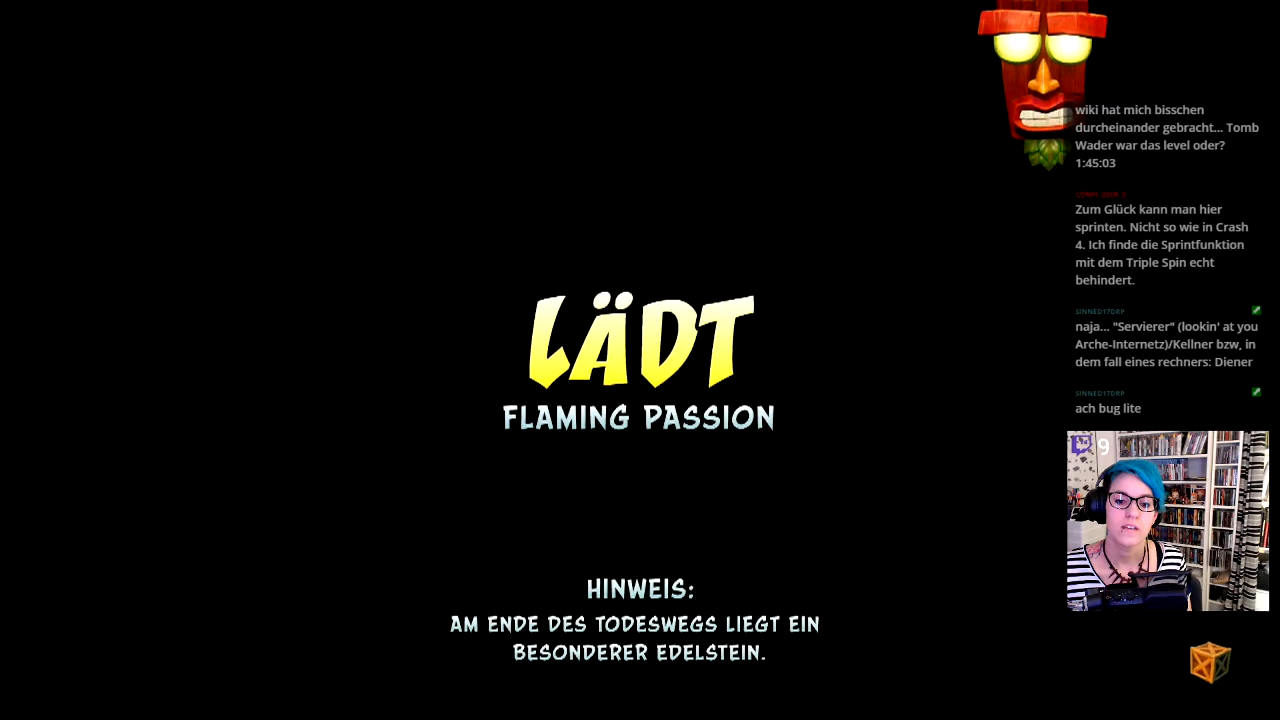 wiki hat mich bisschen
durcheinander gebracht... Tomb
Wader war das level oder?
1:45:03
Zum Glück kann man hier
sprinten. Nicht so wie in Crash
4. Ich finde die Sprintfunktion
mit dem Triple Spin echt
behindert.
SINNED17DRP
naja... "Servierer" (lookin' at you
Arche-Internetz)/Kellner bzw, in
dem fall eines rechners: Diener
SINNED17DRP
ach bug lite
9
LÄDT
FLAMING PASSION
HINWEIS:
AM ENDE DES TODESWEGS LIEGT EIN
BESONDERER EDELSTEIN.